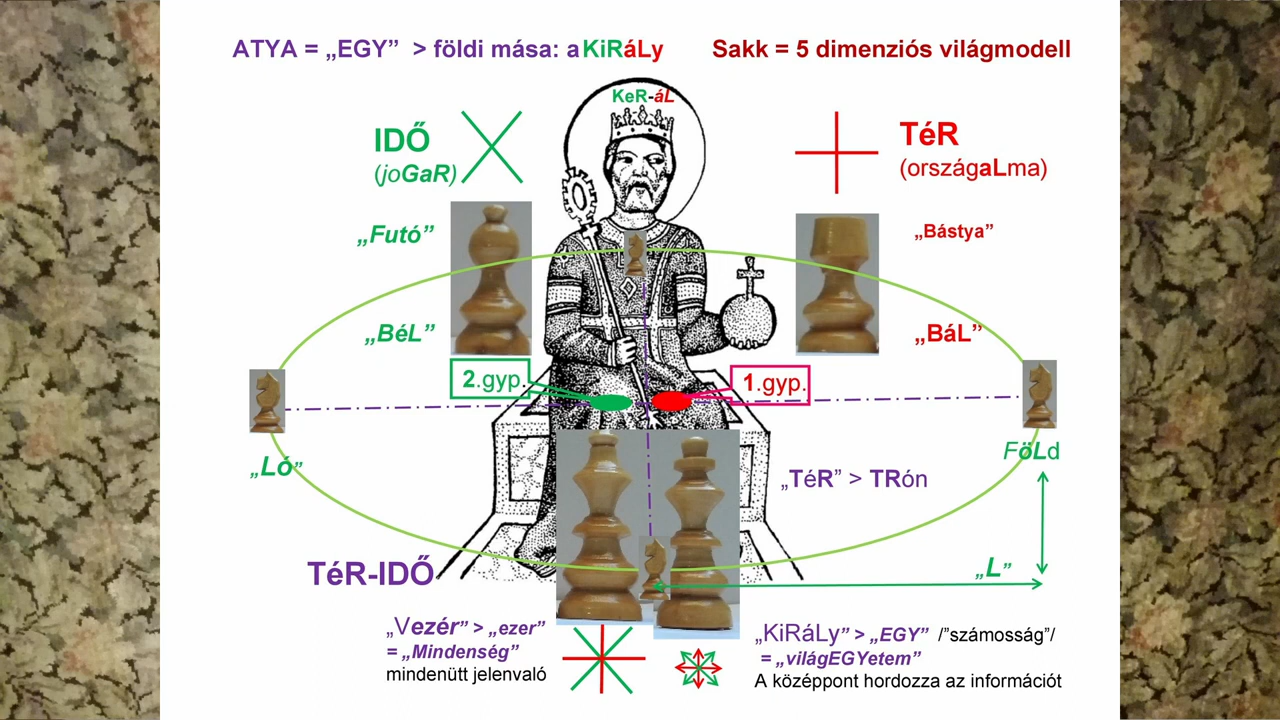 ATYA = „EGY” > földi mása: a KiRáLy
Sakk = 5 dimenziós világmodell
KeR-áL
IDŐ
(joGaR)
TéR
(országaLma)
„Futó”
„Bástya”
„BéL”
„BáL”
2.gyp.
1.gyp.
„Ló”
FöLd
„TéR” > TRón
„L”
TéR-IDŐ
„Vezér” > „ezer”
= „Mindenség”
mindenütt jelenvaló
„KiRáLy” > „EGY” /”számosság”/
= „világEGYetem”
A középpont hordozza az információt